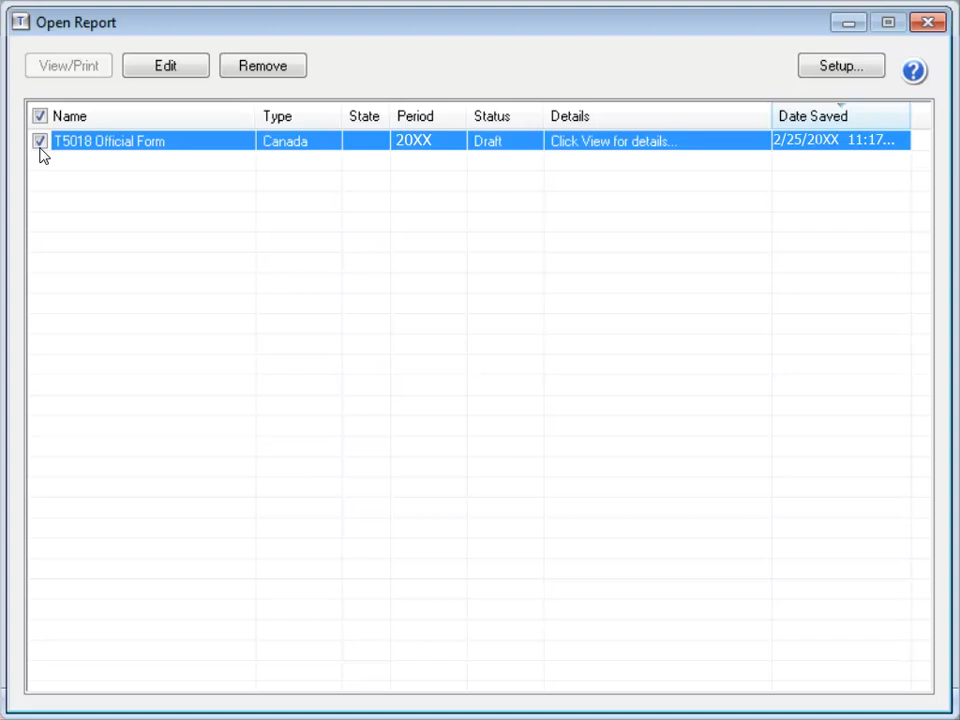 Open Report
View/Print Edit Remove Setup...
Name Type State Period Status Details Date Saved
T5018 Official Form Canada 20XX Draft Click View for details... 2/25/20XX 11:17...